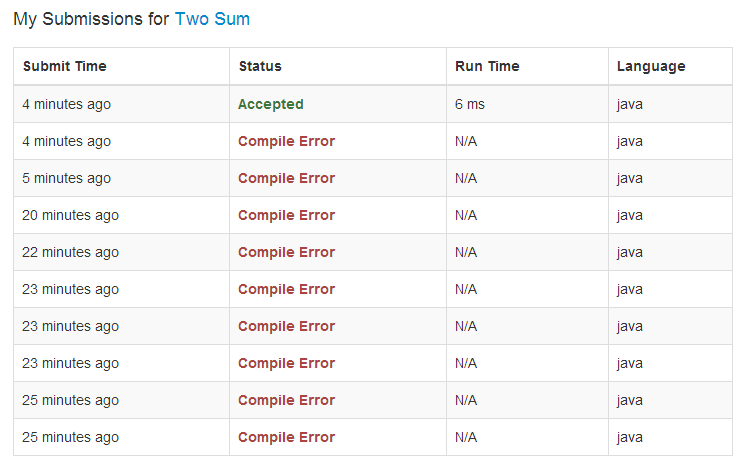 My Submissions for Two Sum
Submit Time Status Run Time Language
4 minutes ago Accepted 6 ms java
4 minutes ago Compile Error N/A java
5 minutes ago Compile Error N/A java
20 minutes ago Compile Error N/A java
22 minutes ago Compile Error N/A java
23 minutes ago Compile Error N/A java
23 minutes ago Compile Error N/A java
23 minutes ago Compile Error N/A java
25 minutes ago Compile Error N/A java
25 minutes ago Compile Error N/A java